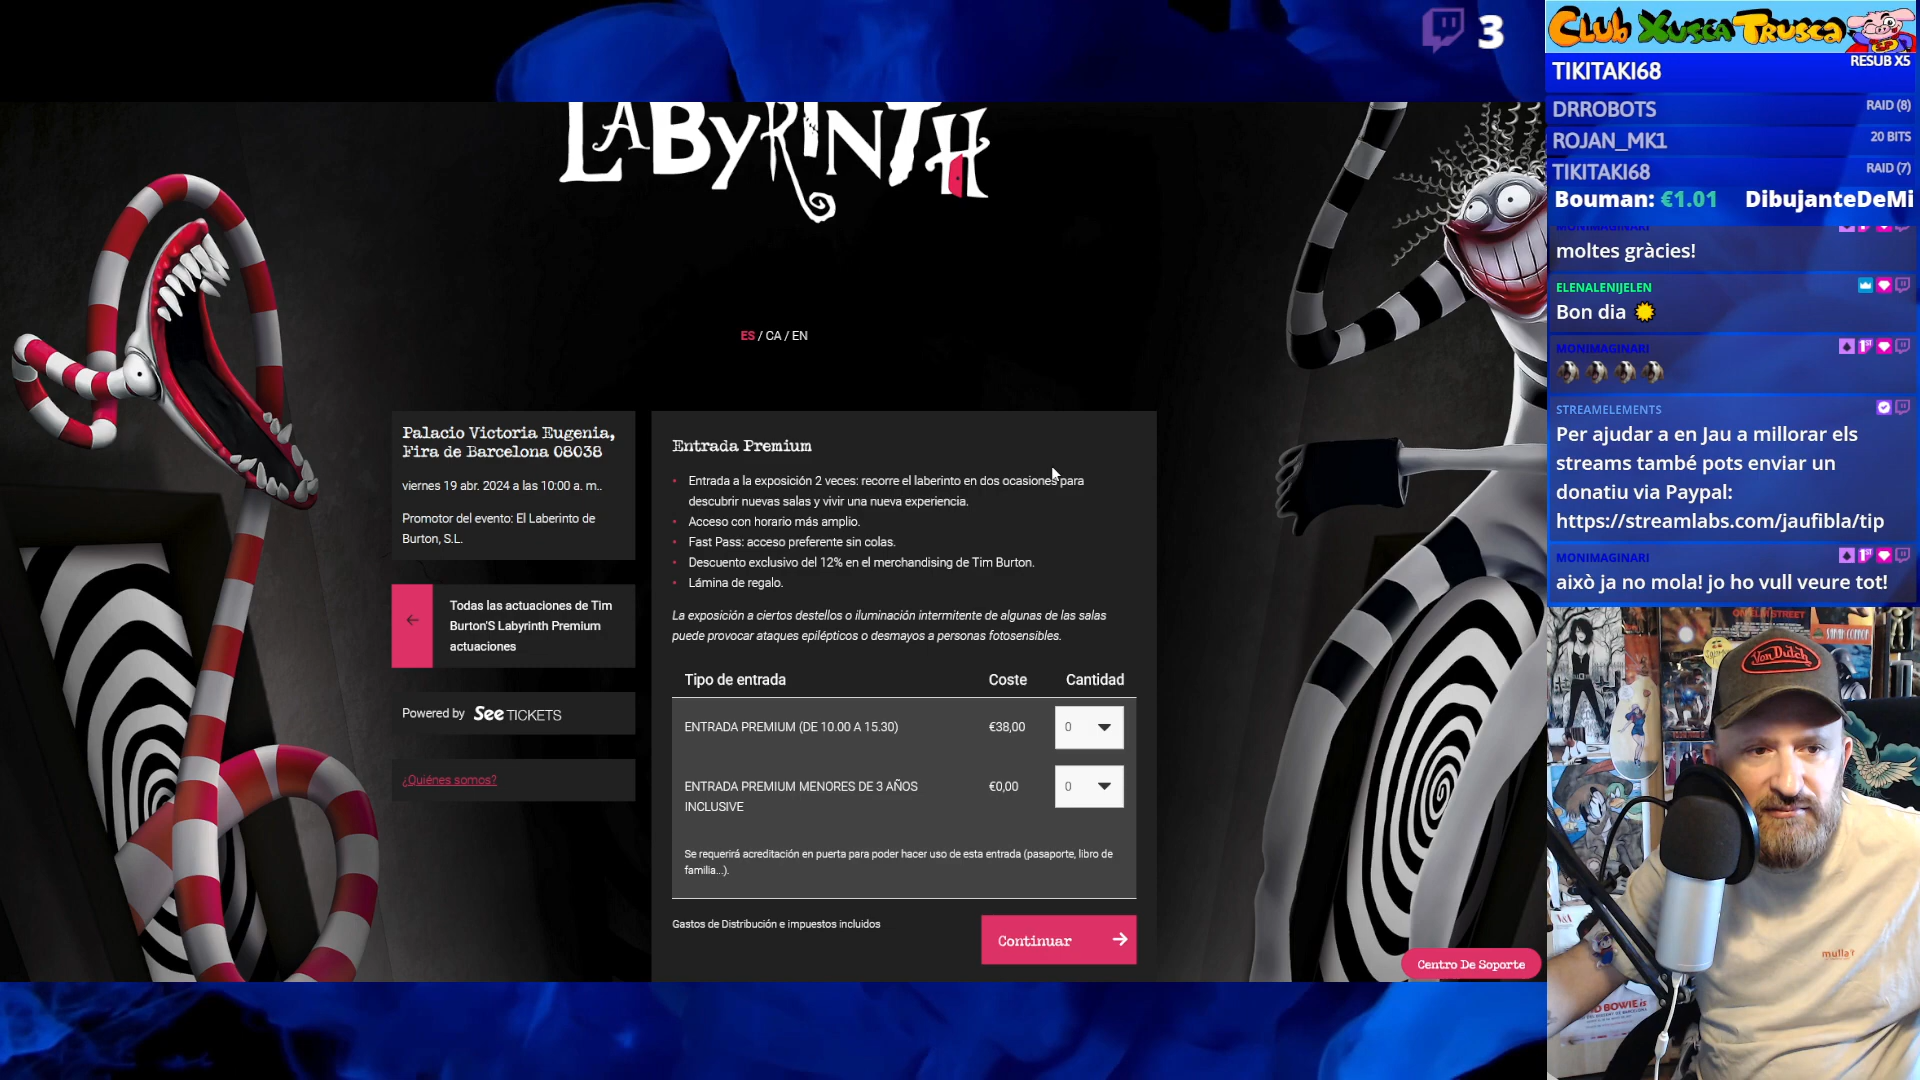 LAByRINTH
ES / CA / EN
Palacio Victoria Eugenia,
Fira de Barcelona 08038
viernes 19 abr. 2024 a las 10:00 a. m..
Promotor del evento: El Laberinto de
Burton, S.L.
←
Todas las actuaciones de Tim
Burton'S Labyrinth Premium
actuaciones
Powered by See TICKETS
¿Quiénes somos?
Entrada Premium
• Entrada a la exposición 2 veces: recorre el laberinto en dos ocasiones para
descubrir nuevas salas y vivir una nueva experiencia.
• Acceso con horario más amplio.
• Fast Pass: acceso preferente sin colas.
• Descuento exclusivo del 12% en el merchandising de Tim Burton.
• Lámina de regalo.
La exposición a ciertos destellos o iluminación intermitente de algunas de las salas
puede provocar ataques epilépticos o desmayos a personas fotosensibles.
Tipo de entrada Coste Cantidad
ENTRADA PREMIUM (DE 10.00 A 15.30) €38,00 0
ENTRADA PREMIUM MENORES DE 3 AÑOS
INCLUSIVE €0,00 0
Se requerirá acreditación en puerta para poder hacer uso de esta entrada (pasaporte, libro de
familia...).
Gastos de Distribución e impuestos incluidos
Continuar →
Centro De Soporte
3
Club Xusca Trusca
TIKITAKI68 RESUB X5
DRROBOTS RAID (8)
ROJAN_MK1 20 BITS
TIKITAKI68 RAID (7)
Bouman: €1.01 DibujanteDeMi
MONIMAGINARI
moltes gràcies!
ELENALENIJELEN
Bon dia
MONIMAGINARI
STREAMELEMENTS
Per ajudar a en Jau a millorar els
streams també pots enviar un
donatiu via Paypal:
https://streamlabs.com/jaufibla/tip
MONIMAGINARI
això ja no mola! jo ho vull veure tot!
SARAH CONNOR
Von Dutch
V&A
mulla't
BOWIE is